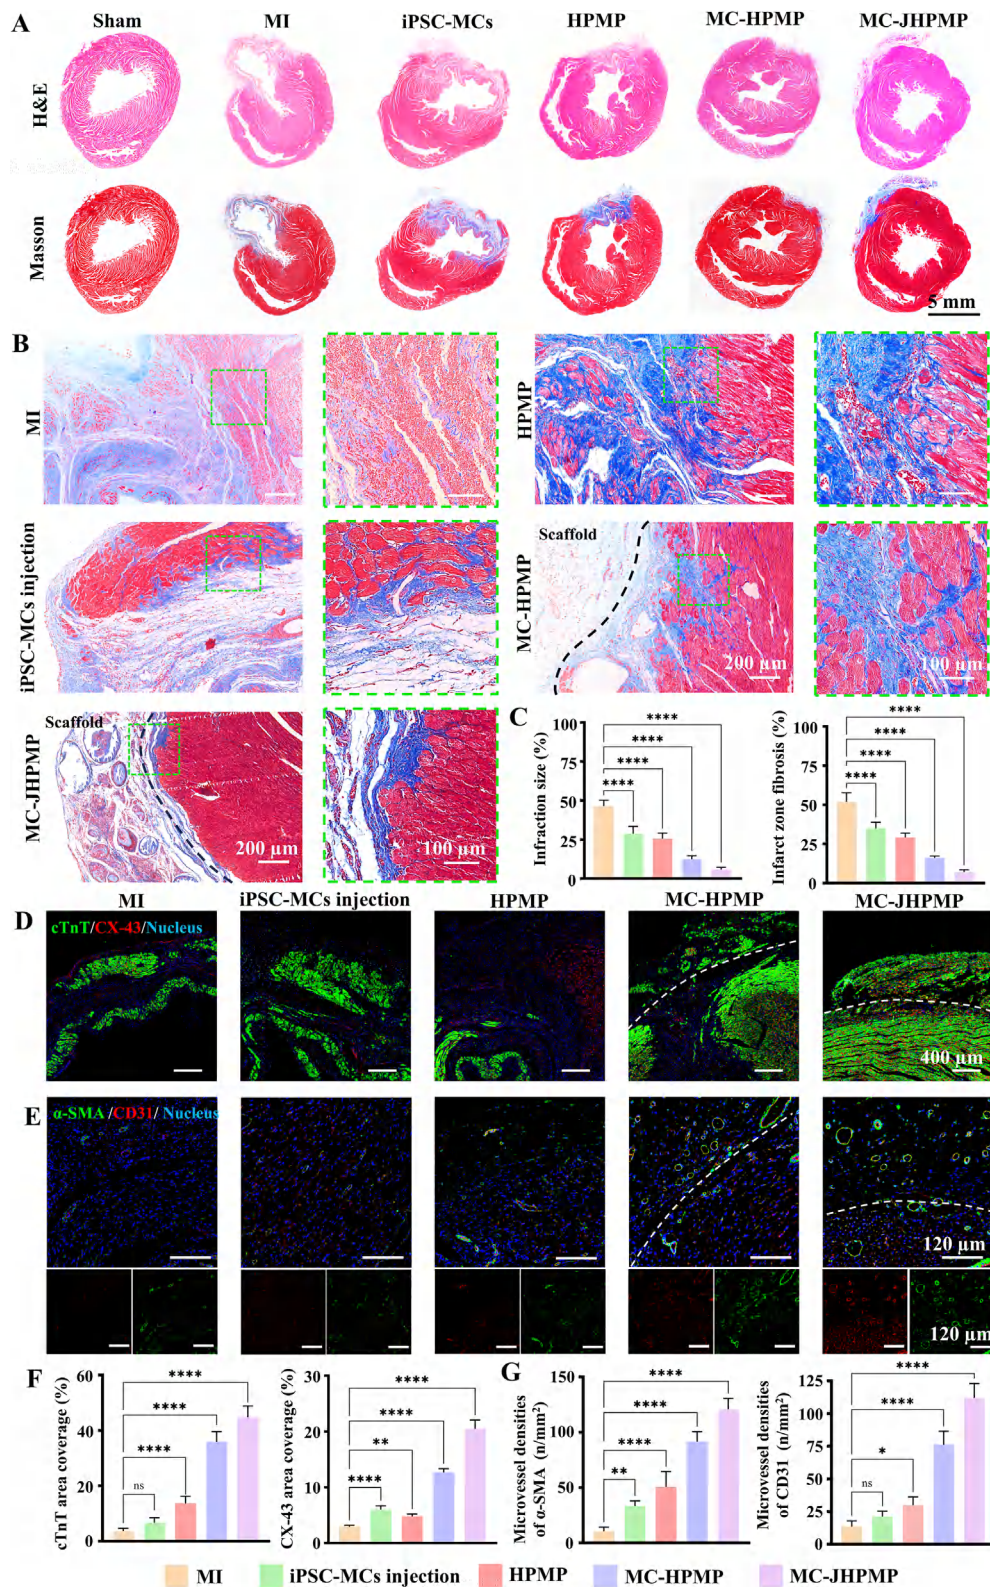 A
Sham
MI
iPSC-MCs
HPMP
MC-HPMP
MC-JHPMP
H&E
Masson
5 mm
B
MI
HPMP
iPSC-MCs injection
Scaffold
MC-HPMP
200 µm
100 µm
Scaffold
MC-JHPMP
200 µm
100 µm
C
Infraction size (%)
100
75
50
25
0
****
****
****
****
Infarct zone fibrosis (%)
100
75
50
25
0
****
****
****
****
MI
iPSC-MCs injection
HPMP
MC-HPMP
MC-JHPMP
D
cTnT/CX-43/Nucleus
400 µm
E
α-SMA /CD31/ Nucleus
120 µm
120 µm
F
cTnT area coverage (%)
60
40
20
0
****
****
****
ns
CX-43 area coverage (%)
30
20
10
0
****
****
**
****
G
Microvessel densities
of α-SMA (n/mm²)
150
100
50
0
****
****
****
**
Microvessel densities
of CD31 (n/mm²)
125
100
75
50
25
0
****
****
*
ns
MI
iPSC-MCs injection
HPMP
MC-HPMP
MC-JHPMP